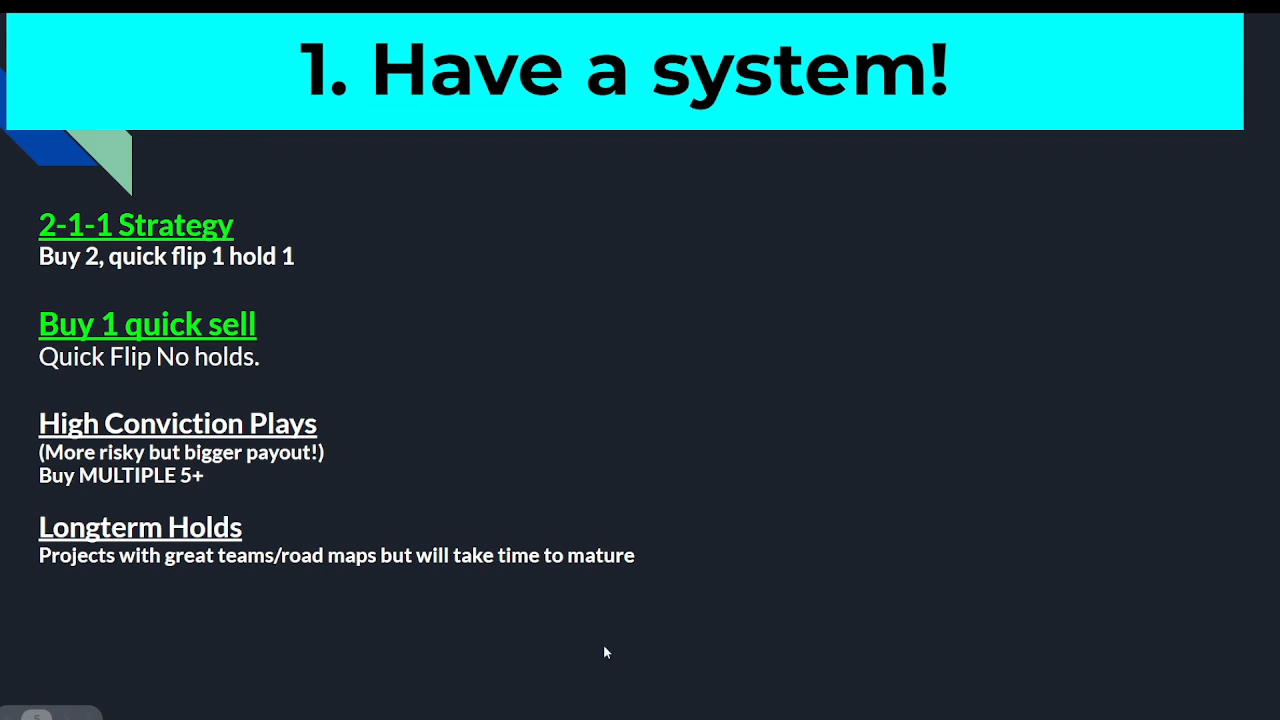 1. Have a system!
2-1-1 Strategy
Buy 2, quick flip 1 hold 1
Buy 1 quick sell
Quick Flip No holds.
High Conviction Plays
(More risky but bigger payout!)
Buy MULTIPLE 5+
Longterm Holds
Projects with great teams/road maps but will take time to mature
5